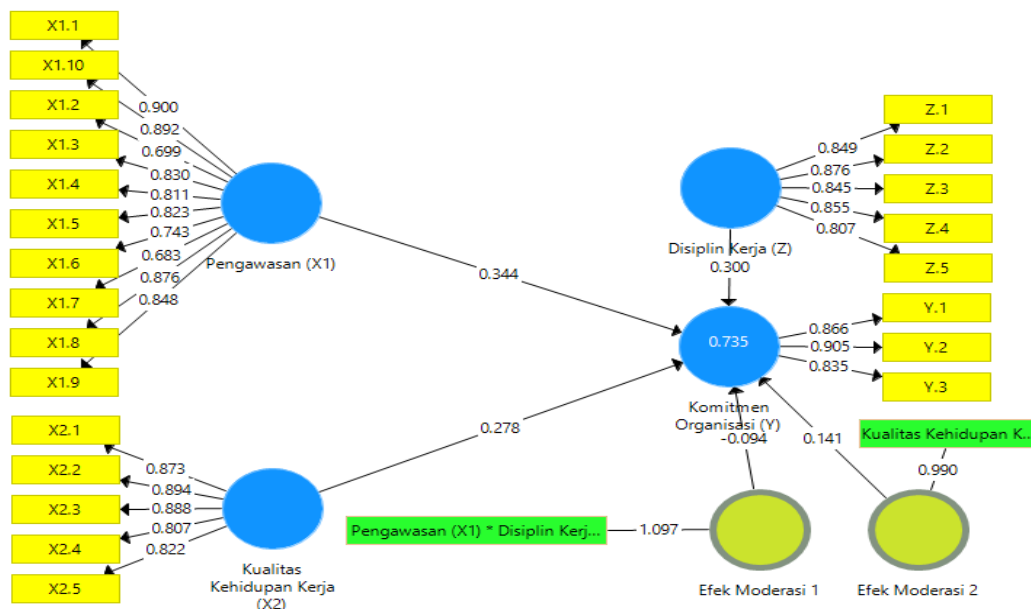 X1.1
X1.10
X1.2
X1.3
X1.4
X1.5
X1.6
X1.7
X1.8
X1.9
0.900
0.892
0.699
0.830
0.811
0.823
0.743
0.683
0.876
0.848
Pengawasan (X1)
0.344
X2.1
X2.2
X2.3
X2.4
X2.5
0.873
0.894
0.888
0.807
0.822
Kualitas
Kehidupan Kerja
(X2)
0.278
Disiplin Kerja (Z)
0.300
0.849
0.876
0.845
0.855
0.807
Z.1
Z.2
Z.3
Z.4
Z.5
0.735
Komitmen
Organisasi (Y)
0.866
0.905
0.835
Y.1
Y.2
Y.3
-0.094
0.141
Kualitas Kehidupan K...
0.990
Pengawasan (X1) * Disiplin Kerj...
1.097
Efek Moderasi 1
Efek Moderasi 2